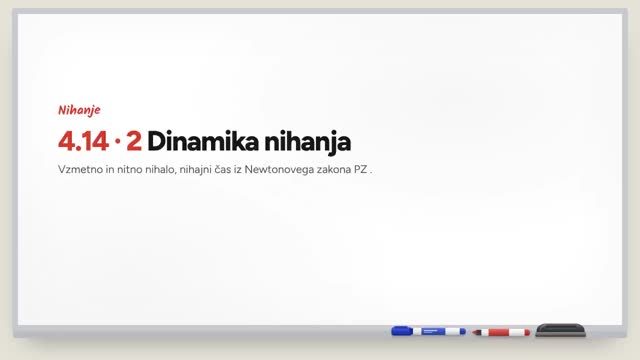 Nihanje
4.14 · 2 Dinamika nihanja
Vzmetno in nitno nihalo, nihajni čas iz Newtonovega zakona PZ .